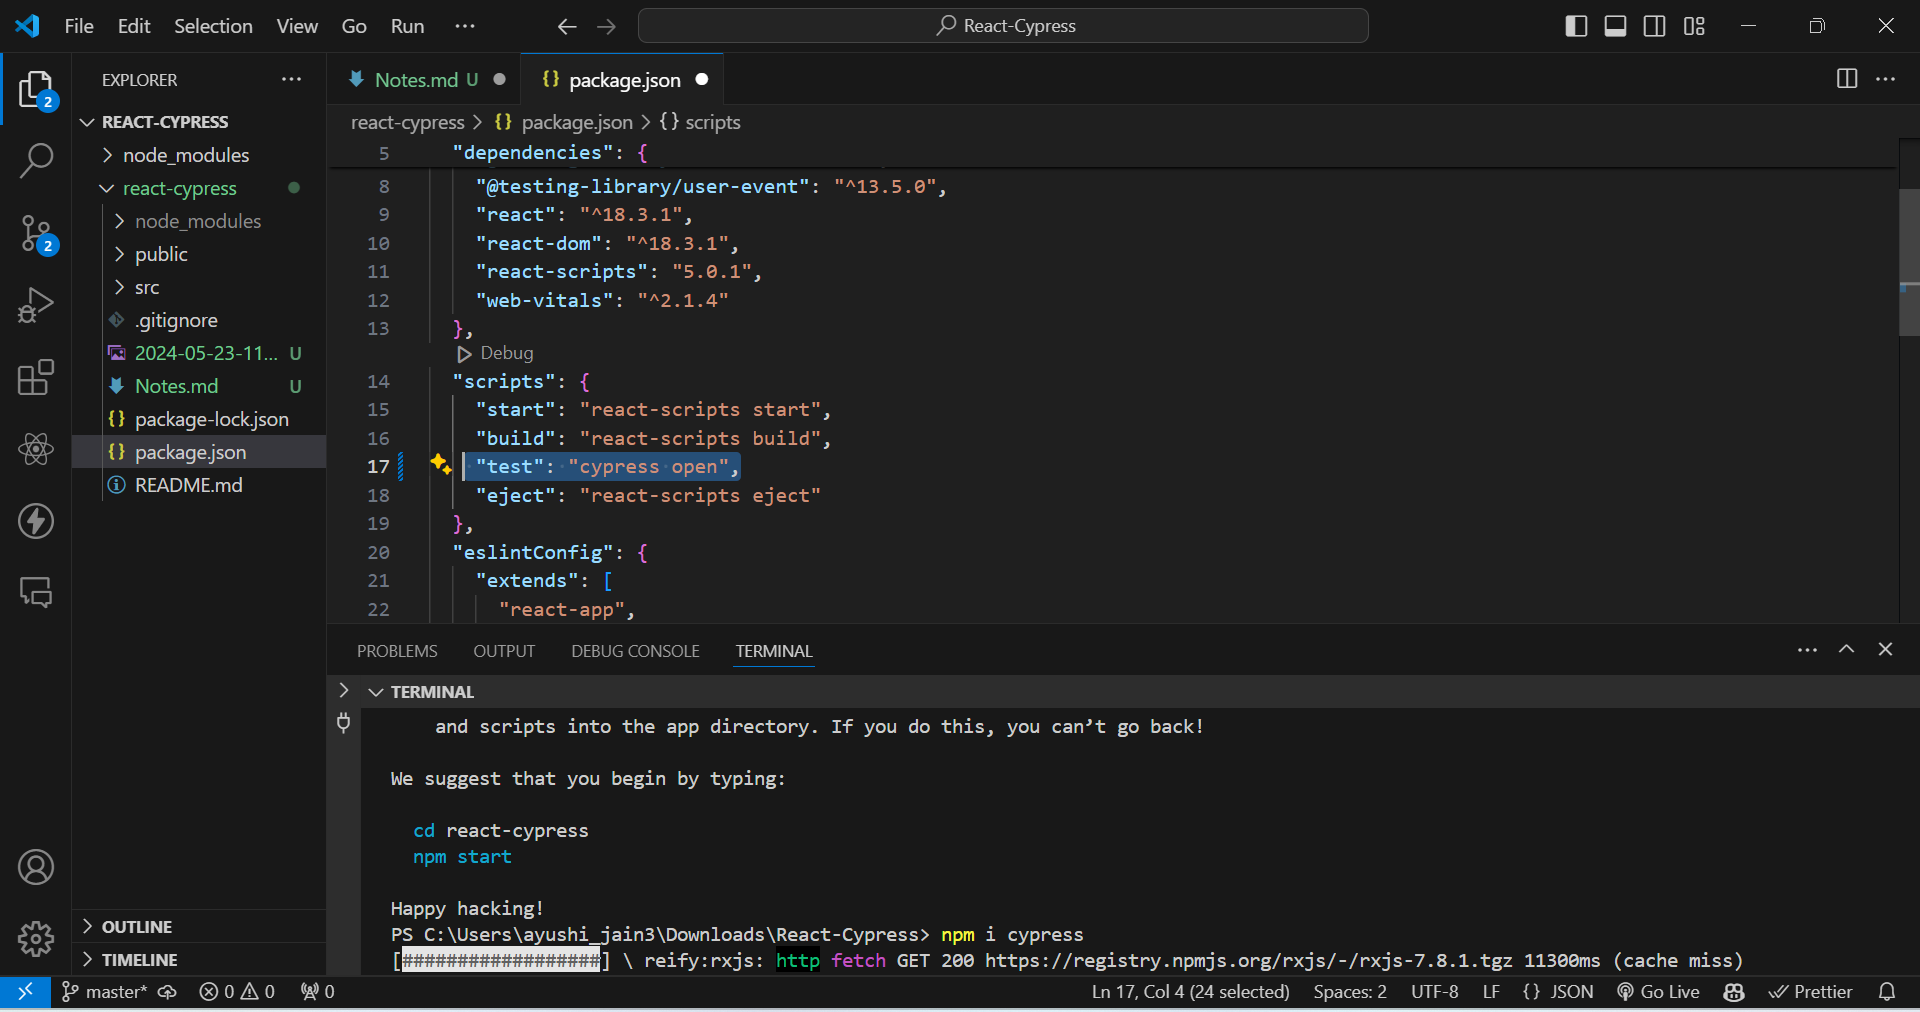 File Edit Selection View Go Run ··· React-Cypress
EXPLORER ···
2
REACT-CYPRESS
node_modules
react-cypress
node_modules
public
src
.gitignore
2024-05-23-11... U
Notes.md U
package-lock.json
package.json
README.md
2
OUTLINE
TIMELINE
Notes.md U
{} package.json
react-cypress > {} package.json > {} scripts
5 "dependencies": {
8 "@testing-library/user-event": "^13.5.0",
9 "react": "^18.3.1",
10 "react-dom": "^18.3.1",
11 "react-scripts": "5.0.1",
12 "web-vitals": "^2.1.4"
13 },
Debug
14 "scripts": {
15 "start": "react-scripts start",
16 "build": "react-scripts build",
17 "test": "cypress open",
18 "eject": "react-scripts eject"
19 },
20 "eslintConfig": {
21 "extends": [
22 "react-app",
PROBLEMS OUTPUT DEBUG CONSOLE TERMINAL
TERMINAL
and scripts into the app directory. If you do this, you can’t go back!
We suggest that you begin by typing:
cd react-cypress
npm start
Happy hacking!
PS C:\Users\ayushi_jain3\Downloads\React-Cypress> npm i cypress
[##################] \ reify:rxjs: http fetch GET 200 https://registry.npmjs.org/rxjs/-/rxjs-7.8.1.tgz 11300ms (cache miss)
master* 0 0 0 Ln 17, Col 4 (24 selected) Spaces: 2 UTF-8 LF {} JSON Go Live Prettier